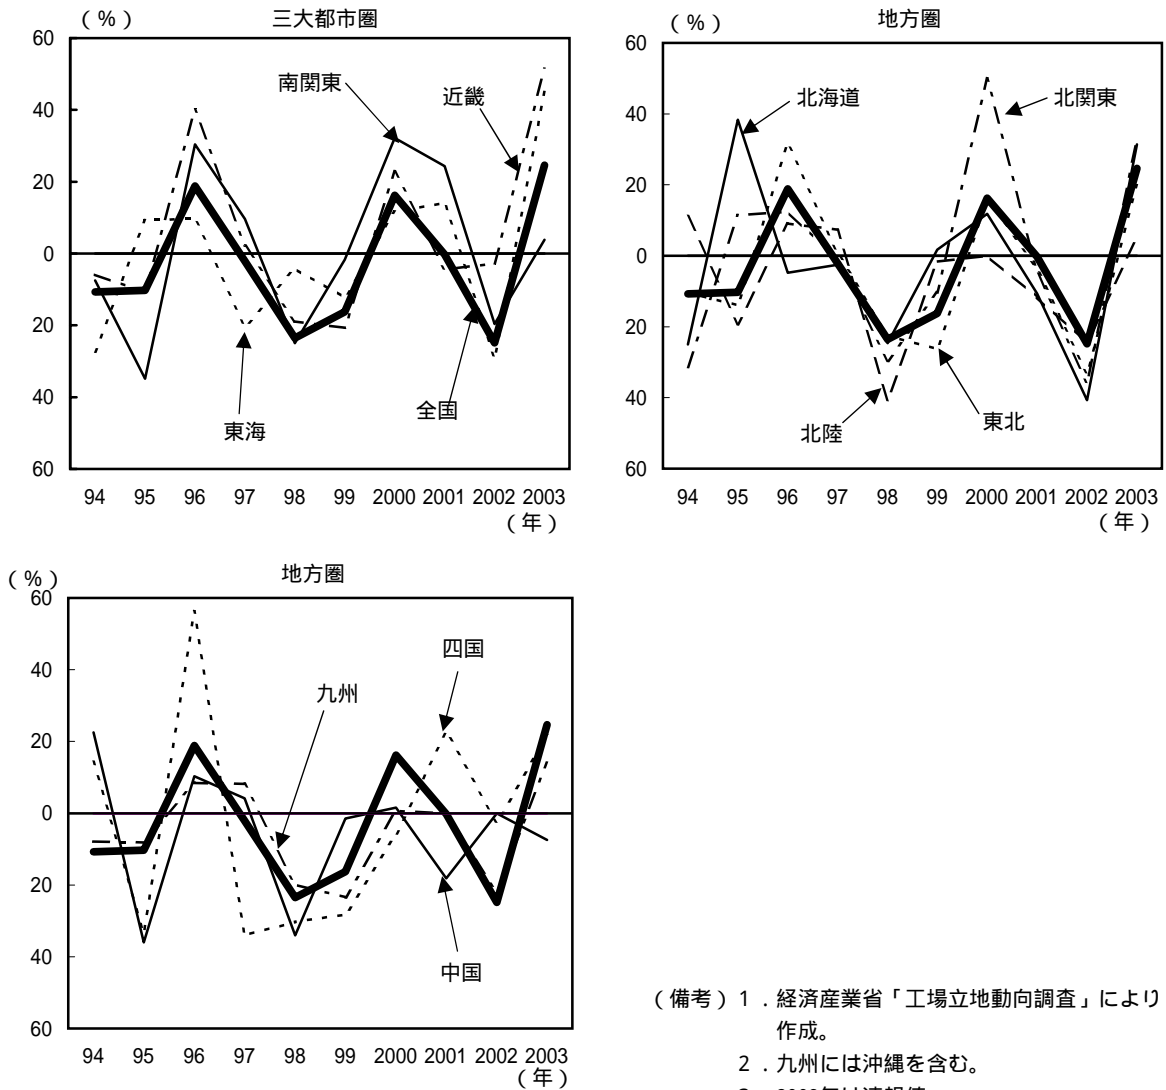 (%) 三大都市圏
60
40
20
0
20
40
60
南関東
近畿
東海
全国
94 95 96 97 98 99 2000 2001 2002 2003
(年)
(%) 地方圏
60
40
20
0
20
40
60
北海道
北関東
北陸
東北
94 95 96 97 98 99 2000 2001 2002 2003
(年)
(%) 地方圏
60
40
20
0
20
40
60
四国
九州
中国
94 95 96 97 98 99 2000 2001 2002 2003
(年)
(備考)1.経済産業省「工場立地動向調査」により
作成。
2.九州には沖縄を含む。